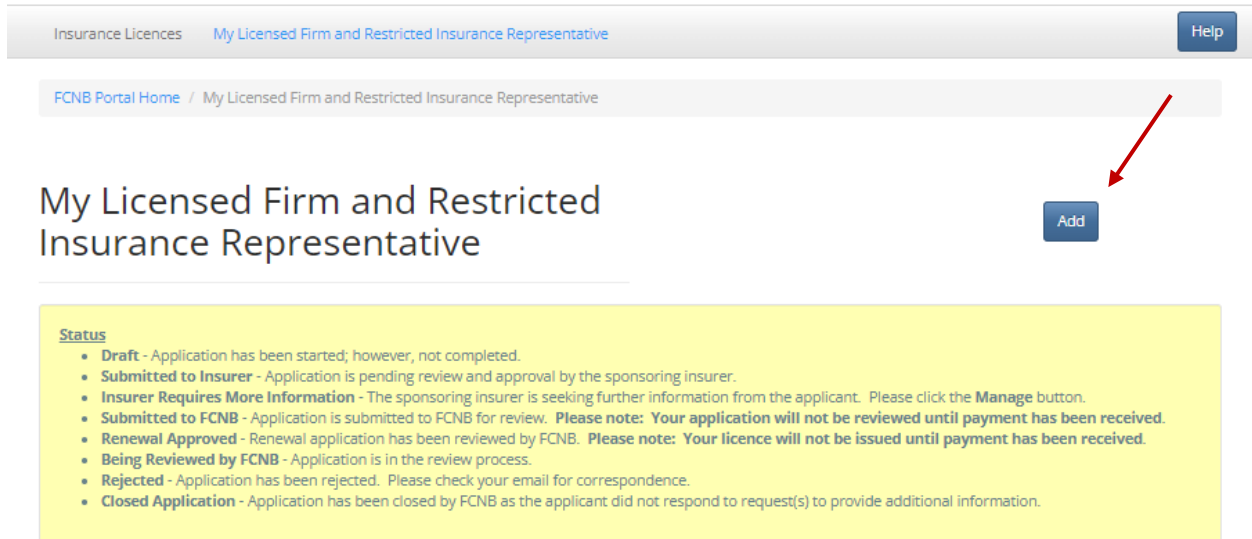 Insurance Licences My Licensed Firm and Restricted Insurance Representative Help
FCNB Portal Home / My Licensed Firm and Restricted Insurance Representative
My Licensed Firm and Restricted
Insurance Representative
Add
Status
• Draft - Application has been started; however, not completed.
• Submitted to Insurer - Application is pending review and approval by the sponsoring insurer.
• Insurer Requires More Information - The sponsoring insurer is seeking further information from the applicant. Please click the Manage button.
• Submitted to FCNB - Application is submitted to FCNB for review. Please note: Your application will not be reviewed until payment has been received.
• Renewal Approved - Renewal application has been reviewed by FCNB. Please note: Your licence will not be issued until payment has been received.
• Being Reviewed by FCNB - Application is in the review process.
• Rejected - Application has been rejected. Please check your email for correspondence.
• Closed Application - Application has been closed by FCNB as the applicant did not respond to request(s) to provide additional information.